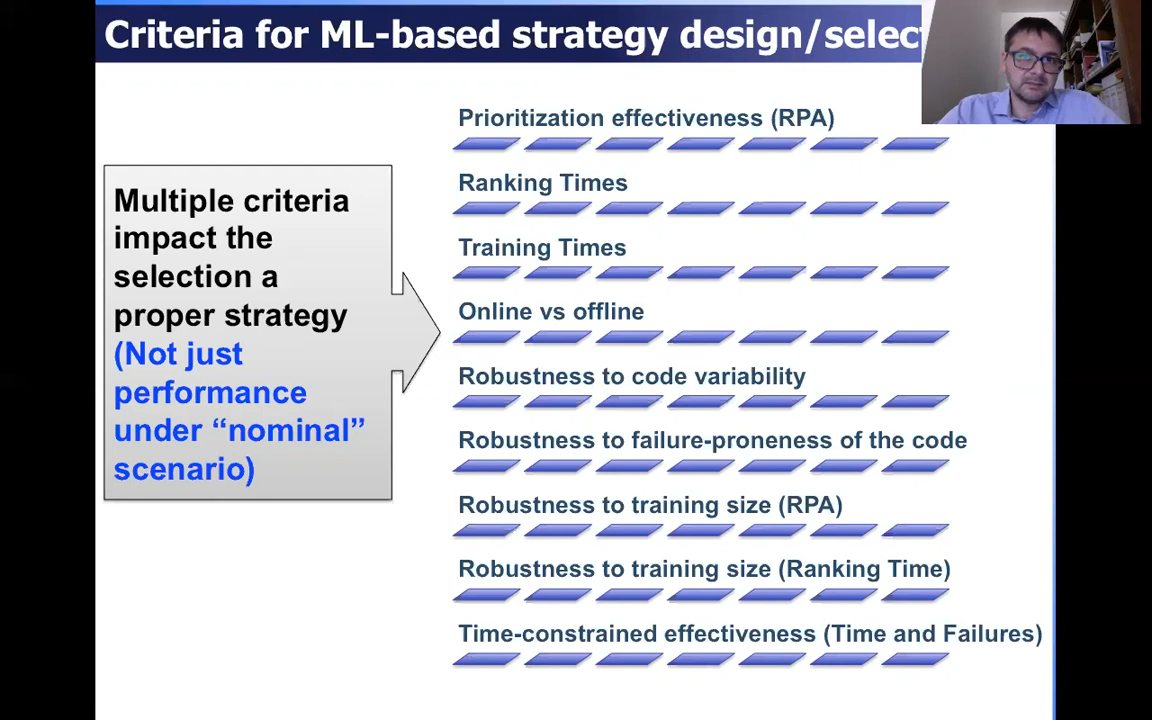 Criteria for ML-based strategy design/selec
Multiple criteria
impact the
selection a
proper strategy
(Not just
performance
under “nominal”
scenario)
Prioritization effectiveness (RPA)
Ranking Times
Training Times
Online vs offline
Robustness to code variability
Robustness to failure-proneness of the code
Robustness to training size (RPA)
Robustness to training size (Ranking Time)
Time-constrained effectiveness (Time and Failures)